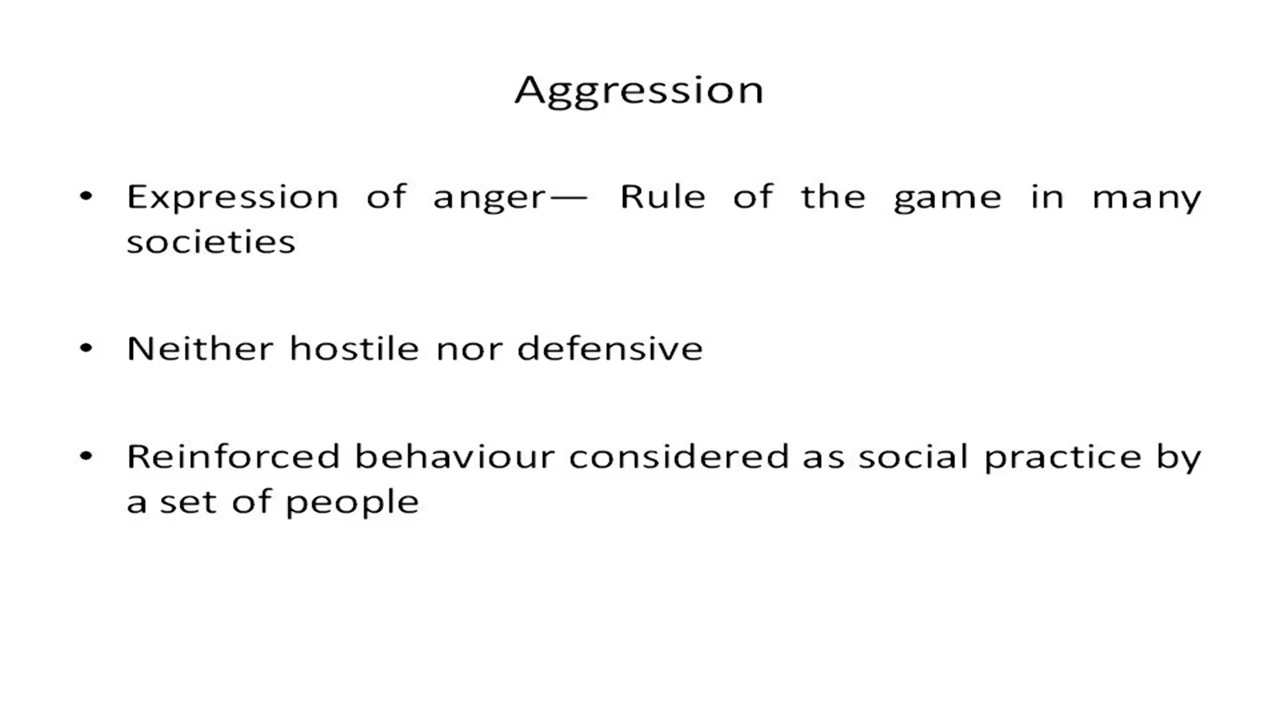 Aggression
• Expression of anger— Rule of the game in many
societies
• Neither hostile nor defensive
• Reinforced behaviour considered as social practice by
a set of people